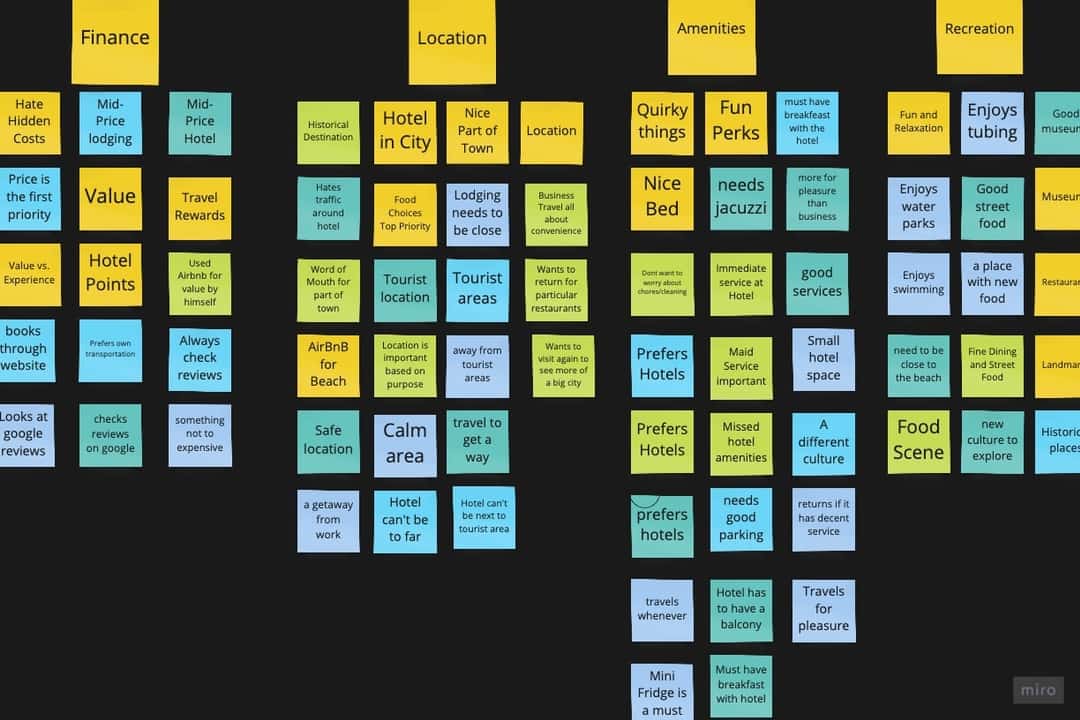 Finance
Hate
Hidden
Costs
Mid-
Price
lodging
Mid-
Price
Hotel
Price is
the first
priority
Value
Travel
Rewards
Value vs.
Experience
Hotel
Points
Used
Airbnb for
value by
himself
books
through
website
Prefers own
transportation
Always
check
reviews
Looks at
google
reviews
checks
reviews
on google
something
not to
expensive
Location
Historical
Destination
Hotel
in City
Nice
Part of
Town
Location
Hates
traffic
around
hotel
Food
Choices
Top Priority
Lodging
needs to
be close
Business
Travel all
about
convenience
Word of
Mouth for
part of
town
Tourist
location
Tourist
areas
Wants to
return for
particular
restaurants
AirBnB
for
Beach
Location is
important
based on
purpose
away from
tourist
areas
Wants to
visit again to
see more of
a big city
Safe
location
Calm
area
travel to
get a
way
a getaway
from
work
Hotel
can't be
to far
Hotel can't
be next to
tourist area
Amenities
Quirky
things
Fun
Perks
must have
breakfeast
with the
hotel
Nice
Bed
needs
jacuzzi
more for
pleasure
than
business
Dont want to
worry about
chores/cleaning
Immediate
service at
Hotel
good
services
Prefers
Hotels
Maid
Service
important
Small
hotel
space
Prefers
Hotels
Missed
hotel
amenities
A
different
culture
prefers
hotels
needs
good
parking
returns if it
has decent
service
travels
whenever
Hotel has
to have a
balcony
Travels
for
pleasure
Mini
Fridge is
a must
Must have
breakfast
with hotel
Recreation
Fun and
Relaxation
Enjoys
tubing
Good
museum
Enjoys
water
parks
Good
street
food
Museum
Enjoys
swimming
a place
with new
food
Restauran
need to be
close to
the beach
Fine Dining
and Street
Food
Landmar
Food
Scene
new
culture to
explore
Historic
places
miro